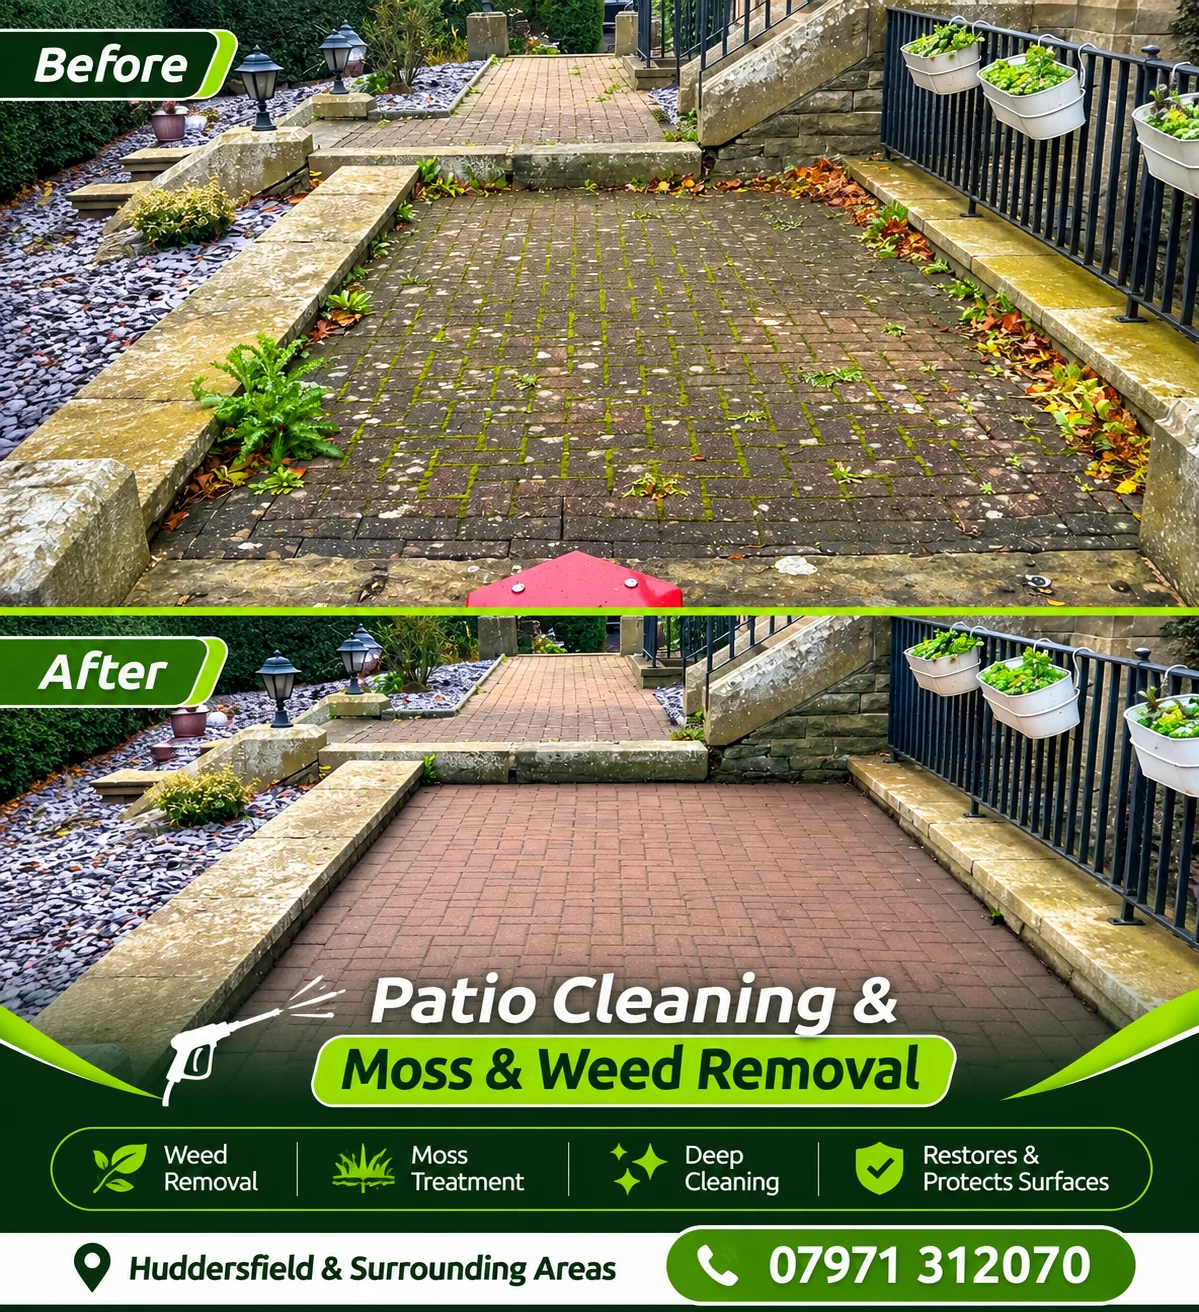 Before
After
Patio Cleaning &
Moss & Weed Removal
Weed
Removal
Moss
Treatment
Deep
Cleaning
Restores &
Protects Surfaces
Huddersfield & Surrounding Areas
07971 312070